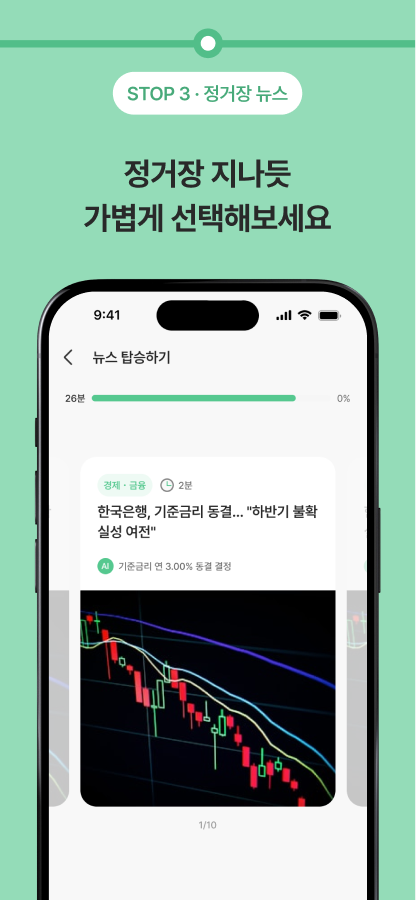 STOP 3 · 정거장 뉴스
정거장 지나듯
가볍게 선택해보세요
9:41
뉴스 탑승하기
26분
0%
경제 · 금융
2분
한국은행, 기준금리 동결... "하반기 불확
실성 여전"
AI 기준금리 연 3.00% 동결 결정
1/10